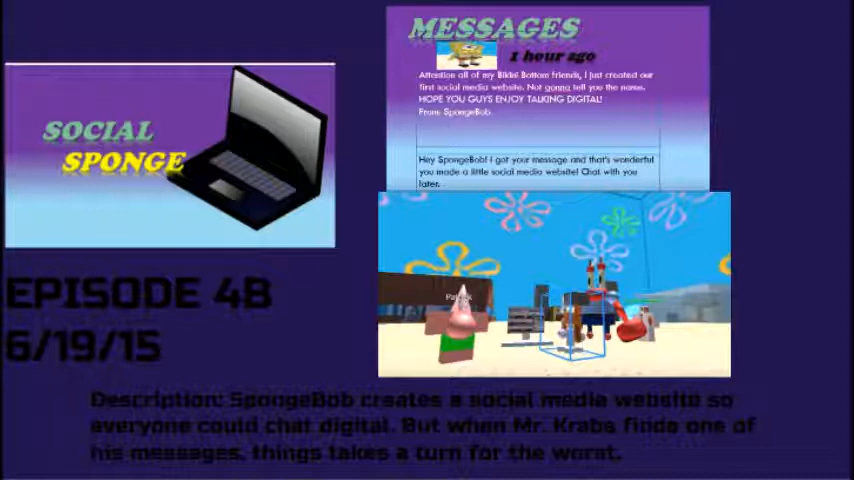 MESSAGES
1 hour ago
Attention all of my Bikini Bottom friends, I just created our
first social media website. Not gonna tell you the name.
HOPE YOU GUYS ENJOY TALKING DIGITAL!
From: SpongeBob
Hey SpongeBob! I got your message and that's wonderful
you made a little social media website! Chat with you
later.
SOCIAL
SPONGE
Patrick
EPISODE 4B
6/19/15
Description: SpongeBob creates a social media website so
everyone could chat digital. But when Mr. Krabs finds one of
his messages, things takes a turn for the worst.